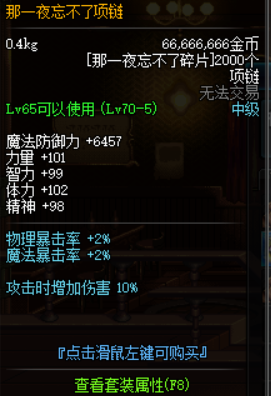 那一夜忘不了项链
0.4kg 66,666,666金币
[那一夜忘不了碎片]2000个
项链
无法交易
Lv65可以使用 (Lv70-5) 中级
魔法防御力 +6457
力量 +101
智力 +99
体力 +102
精神 +98
物理暴击率 +2%
魔法暴击率 +2%
攻击时增加伤害 10%
『点击滑鼠左键可购买』
查看套装属性(F8)